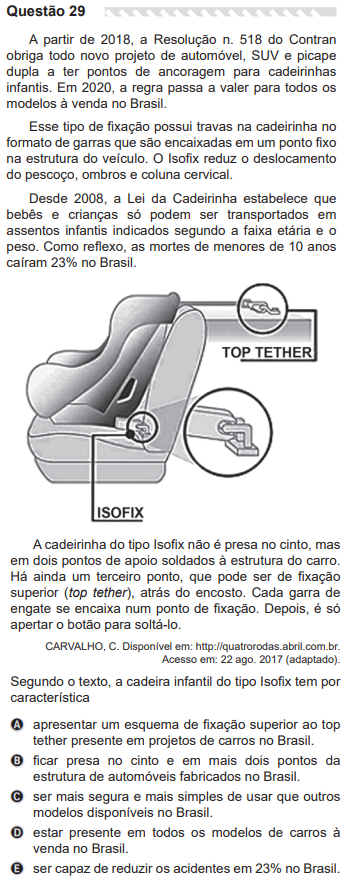 Questão 29
A partir de 2018, a Resolução n. 518 do Contran
obriga todo novo projeto de automóvel, SUV e picape
dupla a ter pontos de ancoragem para cadeirinhas
infantis. Em 2020, a regra passa a valer para todos os
modelos à venda no Brasil.
Esse tipo de fixação possui travas na cadeirinha no
formato de garras que são encaixadas em um ponto fixo
na estrutura do veículo. O Isofix reduz o deslocamento
do pescoço, ombros e coluna cervical.
Desde 2008, a Lei da Cadeirinha estabelece que
bebês e crianças só podem ser transportados em
assentos infantis indicados segundo a faixa etária e o
peso. Como reflexo, as mortes de menores de 10 anos
caíram 23% no Brasil.
TOP TETHER
ISOFIX
A cadeirinha do tipo Isofix não é presa no cinto, mas
em dois pontos de apoio soldados à estrutura do carro.
Há ainda um terceiro ponto, que pode ser de fixação
superior (top tether), atrás do encosto. Cada garra de
engate se encaixa num ponto de fixação. Depois, é só
apertar o botão para soltá-lo.
CARVALHO, C. Disponível em: http://quatrorodas.abril.com.br.
Acesso em: 22 ago. 2017 (adaptado).
Segundo o texto, a cadeira infantil do tipo Isofix tem por
característica
A apresentar um esquema de fixação superior ao top
tether presente em projetos de carros no Brasil.
B ficar presa no cinto e em mais dois pontos da
estrutura de automóveis fabricados no Brasil.
C ser mais segura e mais simples de usar que outros
modelos disponíveis no Brasil.
D estar presente em todos os modelos de carros à
venda no Brasil.
E ser capaz de reduzir os acidentes em 23% no Brasil.